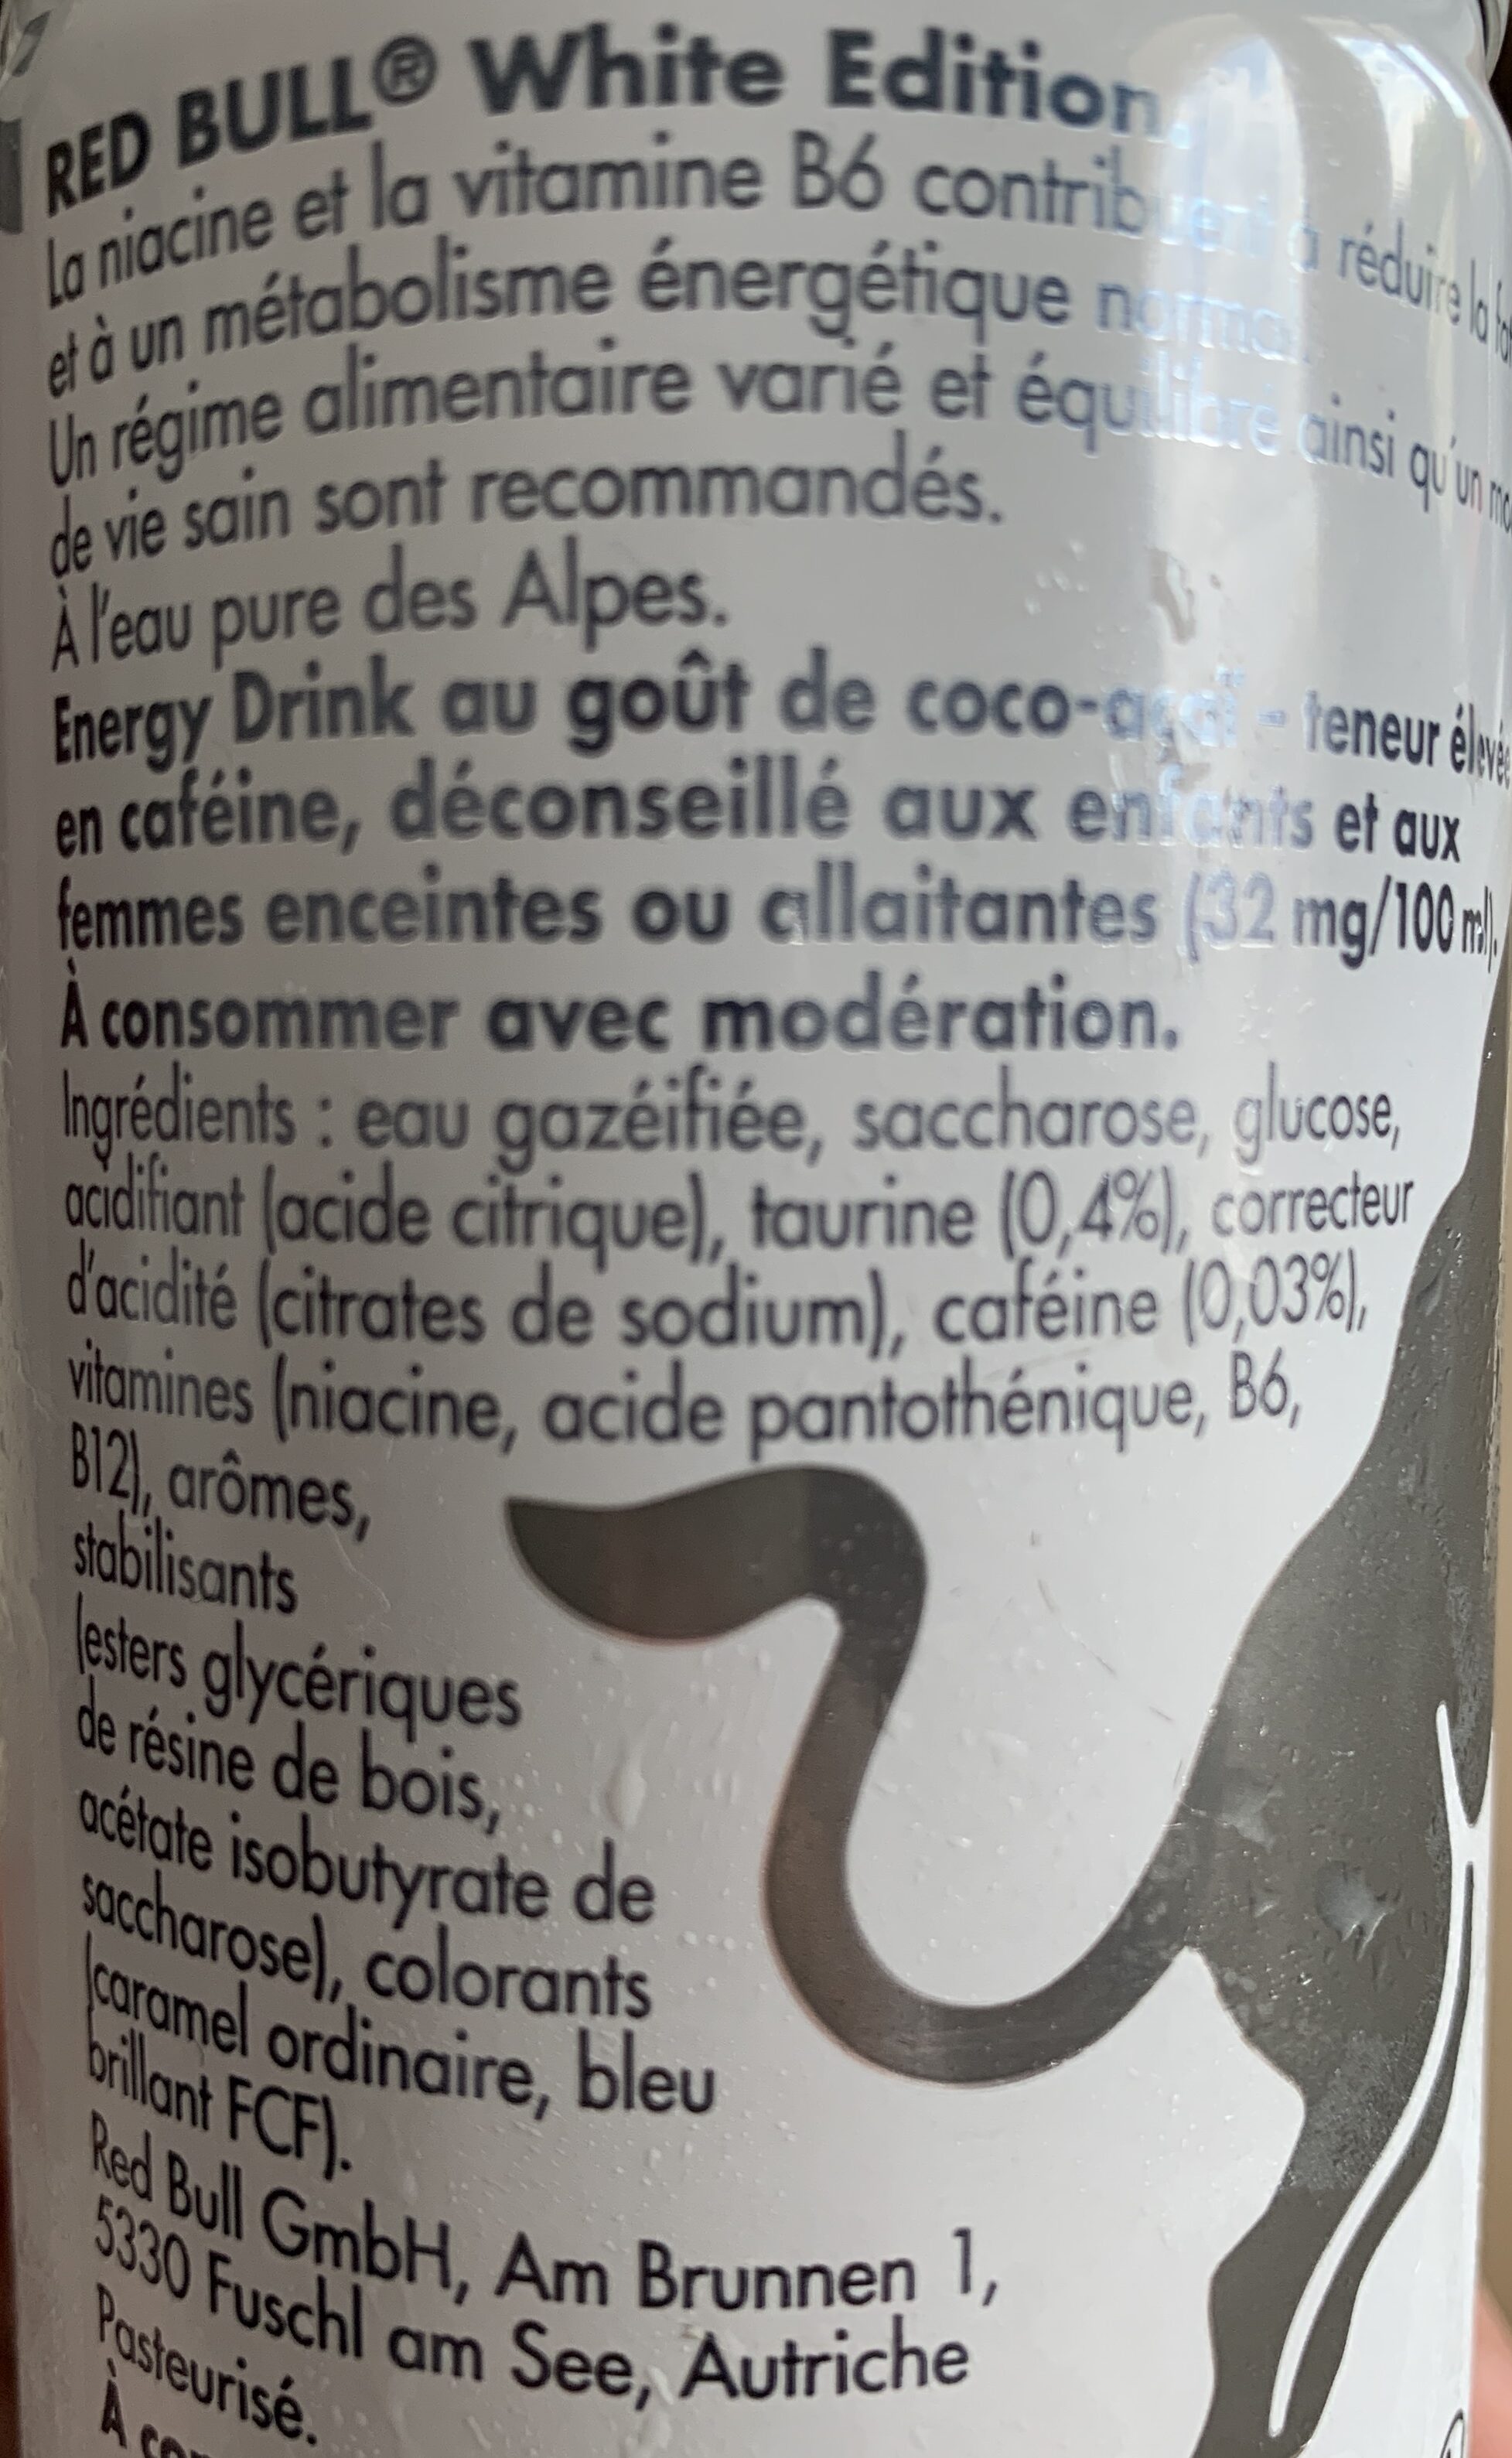 RED BULL® White Edition.
La niacine et la vitamine B6 contribuent à réduire la
et à un métabolisme énergétique normal.
Un régime alimentaire varié et équilibré ainsi qu'un
de vie sain sont recommandés.
À l'eau pure des Alpes.
Energy Drink au goût de coco-açaï – teneur élevée
en caféine, déconseillé aux enfants et aux
femmes enceintes ou allaitantes (32 mg/100 ml).
À consommer avec modération.
Ingrédients : eau gazéifiée, saccharose, glucose,
acidifiant (acide citrique), taurine (0,4%), correcteur
d'acidité (citrates de sodium), caféine (0,03%),
vitamines (niacine, acide pantothénique, B6,
B12), arômes,
stabilisants
(esters glycériques
de résine de bois,
acétate isobutyrate de
saccharose), colorants
(caramel ordinaire, bleu
brillant FCF).
Red Bull GmbH, Am Brunnen 1,
5330 Fuschl am See, Autriche
Pasteurisé.
À